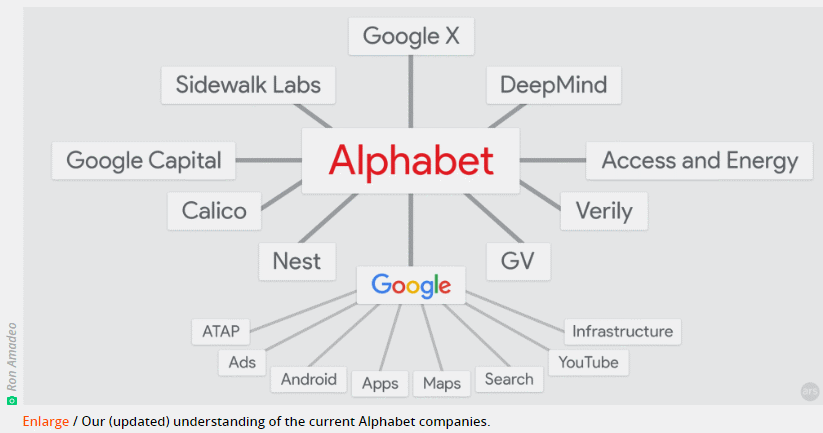 Google X
Sidewalk Labs
DeepMind
Google Capital
Alphabet
Access and Energy
Calico
Verily
Nest
GV
Google
ATAP
Infrastructure
Ads
YouTube
Android
Apps
Maps
Search
Ron Amadeo
ars
Enlarge / Our (updated) understanding of the current Alphabet companies.